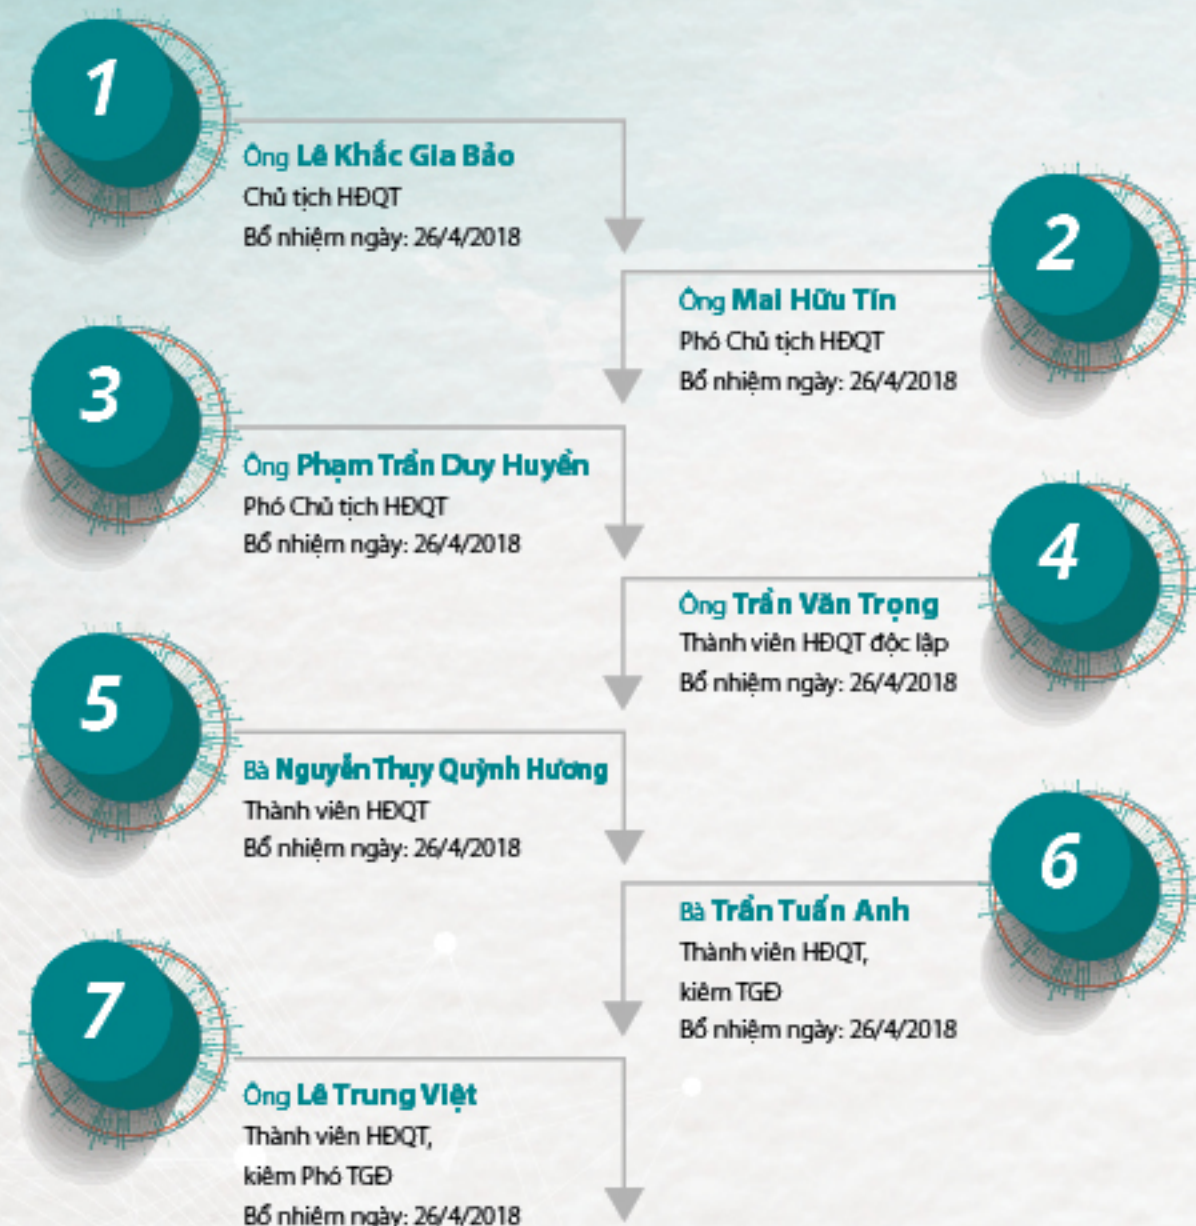 1
Ông Lê Khắc Gia Bảo
Chủ tịch HĐQT
Bổ nhiệm ngày: 26/4/2018
2
Ông Mai Hữu Tín
Phó Chủ tịch HĐQT
Bổ nhiệm ngày: 26/4/2018
3
Ông Phạm Trần Duy Huyền
Phó Chủ tịch HĐQT
Bổ nhiệm ngày: 26/4/2018
4
Ông Trần Văn Trọng
Thành viên HĐQT độc lập
Bổ nhiệm ngày: 26/4/2018
5
Bà Nguyễn Thụy Quỳnh Hương
Thành viên HĐQT
Bổ nhiệm ngày: 26/4/2018
6
Bà Trần Tuấn Anh
Thành viên HĐQT,
kiêm TGĐ
Bổ nhiệm ngày: 26/4/2018
7
Ông Lê Trung Việt
Thành viên HĐQT,
kiêm Phó TGĐ
Bổ nhiệm ngày: 26/4/2018